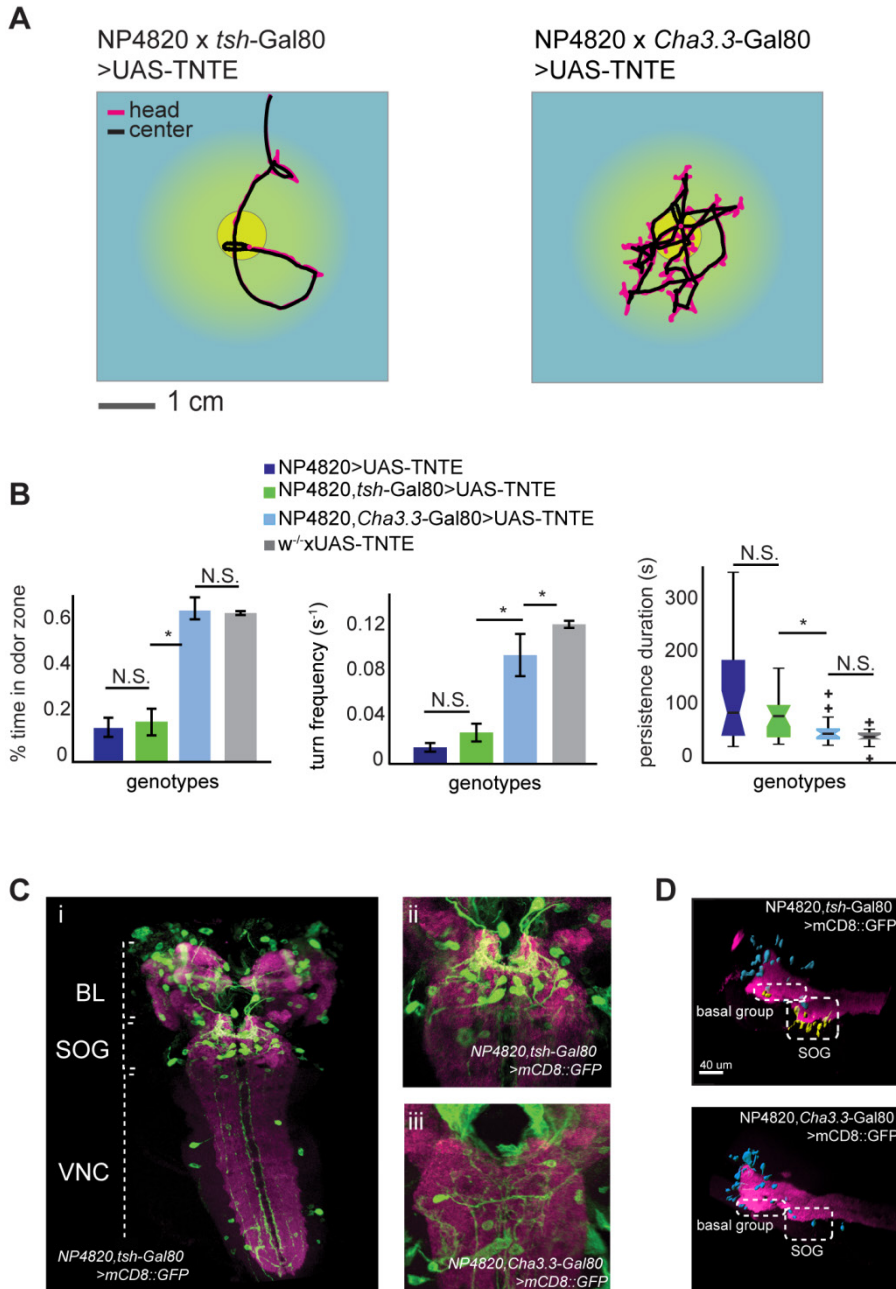 A
NP4820 x tsh-Gal80
>UAS-TNTE
NP4820 x Cha3.3-Gal80
>UAS-TNTE
head
center
1 cm
B
NP4820>UAS-TNTE
NP4820,tsh-Gal80>UAS-TNTE
NP4820,Cha3.3-Gal80>UAS-TNTE
w-/-xUAS-TNTE
% time in odor zone
0.6
0.4
0.2
0
N.S.
*
N.S.
genotypes
turn frequency (s-1)
0.12
0.08
0.04
0
N.S.
*
*
genotypes
persistence duration (s)
300
200
100
0
N.S.
*
N.S.
genotypes
C
i
BL
SOG
VNC
NP4820,tsh-Gal80
>mCD8::GFP
ii
NP4820,tsh-Gal80
>mCD8::GFP
iii
NP4820,Cha3.3-Gal80
>mCD8::GFP
D
NP4820,tsh-Gal80
>mCD8::GFP
basal group
SOG
40 um
NP4820,Cha3.3-Gal80
>mCD8::GFP
basal group
SOG